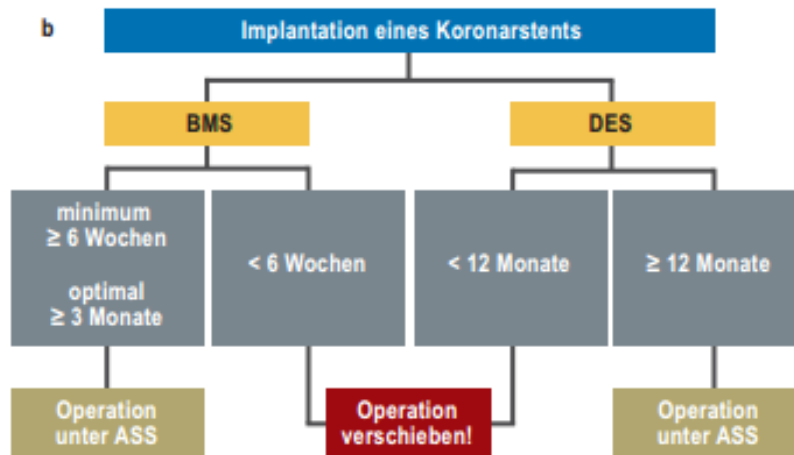 b
Implantation eines Koronarstents
BMS
DES
minimum
≥ 6 Wochen
optimal
≥ 3 Monate
< 6 Wochen
< 12 Monate
≥ 12 Monate
Operation
unter ASS
Operation
verschieben!
Operation
unter ASS